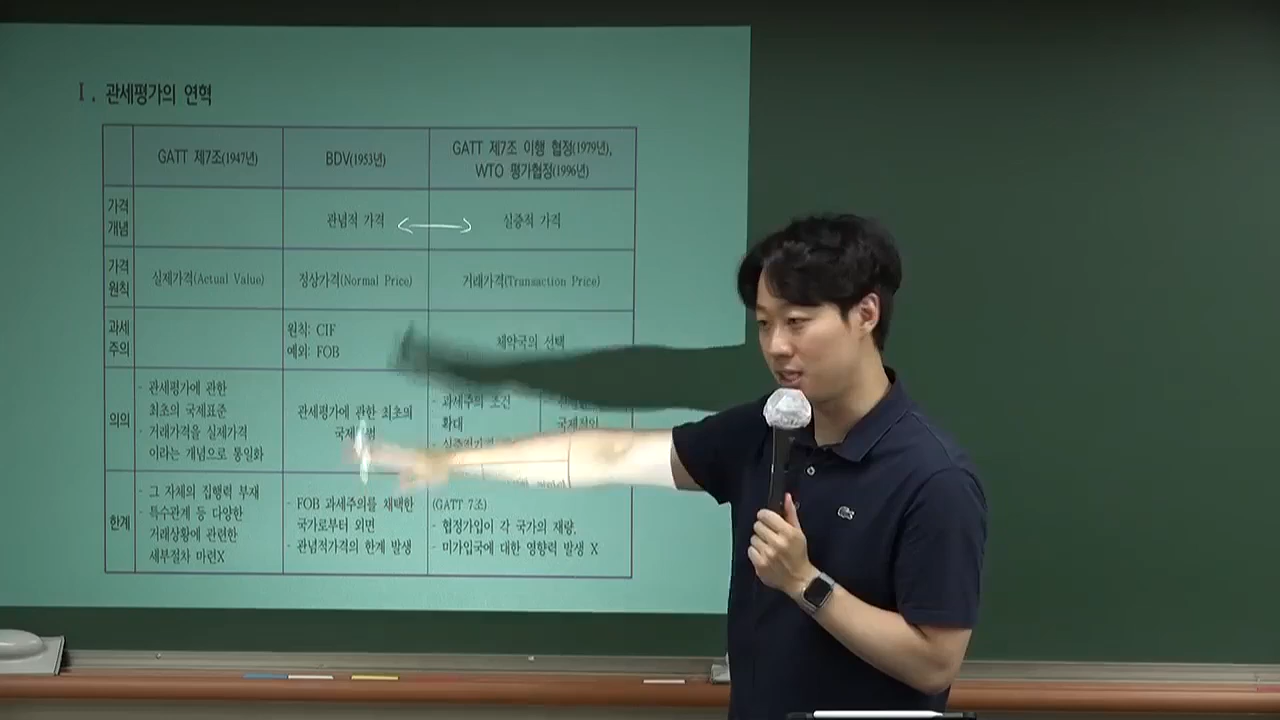 Ⅰ. 관세평가의 연혁
GATT 제7조(1947년)
BDV(1953년)
GATT 제7조 이행 협정(1979년),
WTO 평가협정(1996년)
가격
개념
관념적 가격
실증적 가격
가격
원칙
실제가격(Actual Value)
정상가격(Normal Price)
거래가격(Transaction Price)
과세
주의
원칙: CIF
예외: FOB
체약국의 선택
의의
- 관세평가에 관한
최초의 국제표준
- 거래가격을 실제가격
이라는 개념으로 통일화
관세평가에 관한 최초의
- 과세주의 조건
확대
국제적인
한계
- 그 자체의 집행력 부재
- 특수관계 등 다양한
거래상황에 관련한
세부절차 마련X
- FOB 과세주의를 채택한
국가로부터 외면
- 관념적가격의 한계 발생
(GATT 7조)
- 협정가입이 각 국가의 재량,
- 미가입국에 대한 영향력 발생 X